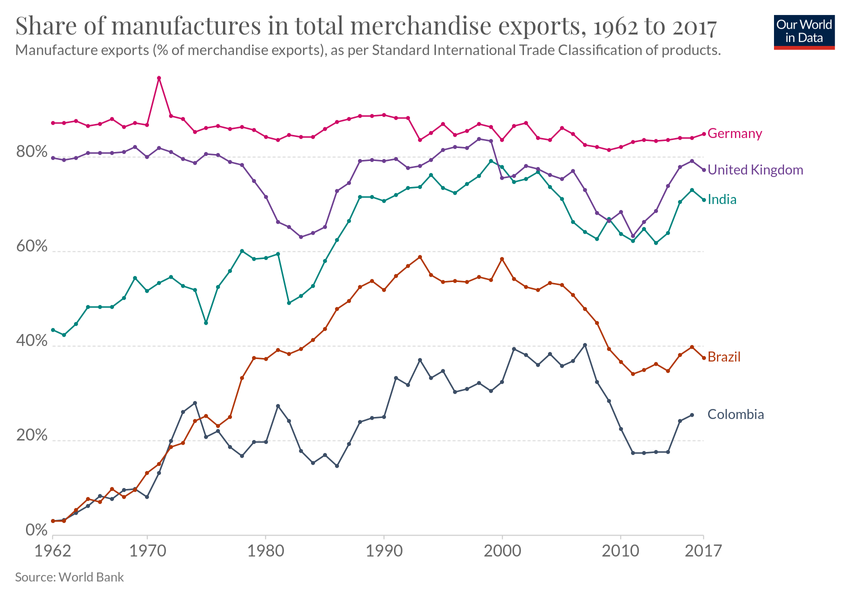 Share of manufactures in total merchandise exports, 1962 to 2017
Manufacture exports (% of merchandise exports), as per Standard International Trade Classification of products.
Our World
in Data
80%
60%
40%
20%
0%
Germany
United Kingdom
India
Brazil
Colombia
1962 1970 1980 1990 2000 2010 2017
Source: World Bank